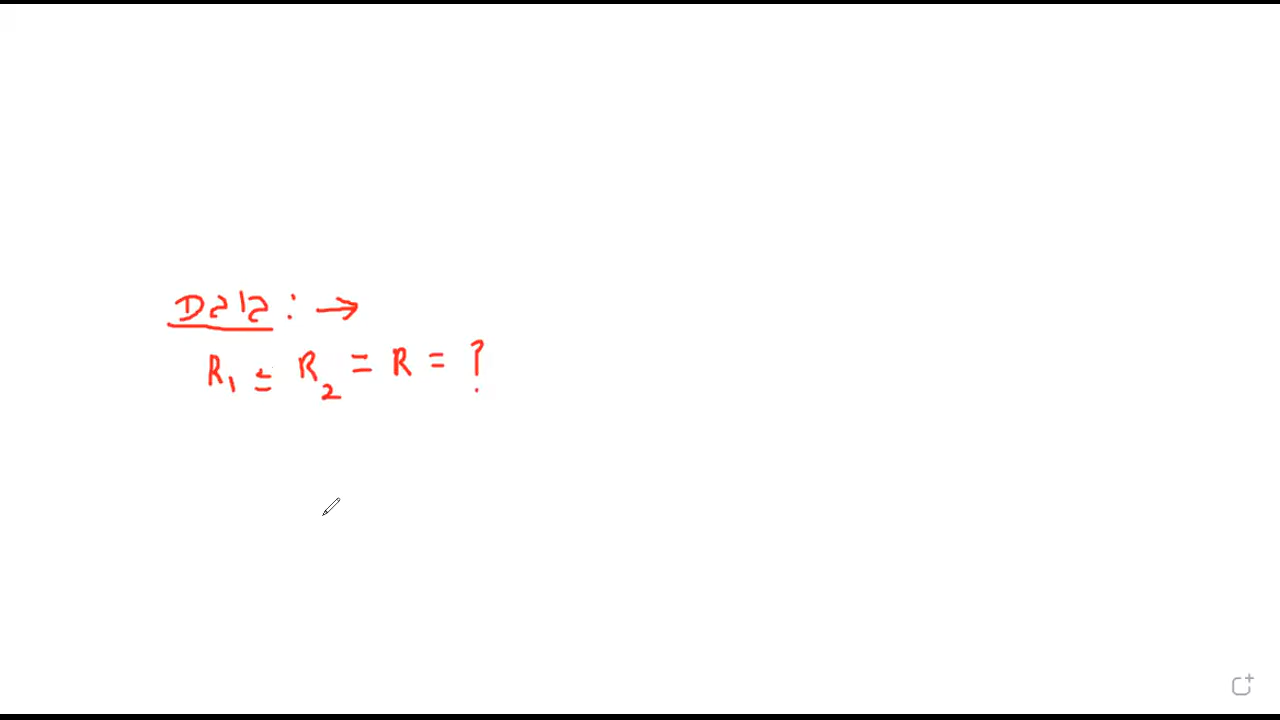 Data : →
R₁ = R₂ = R = ?